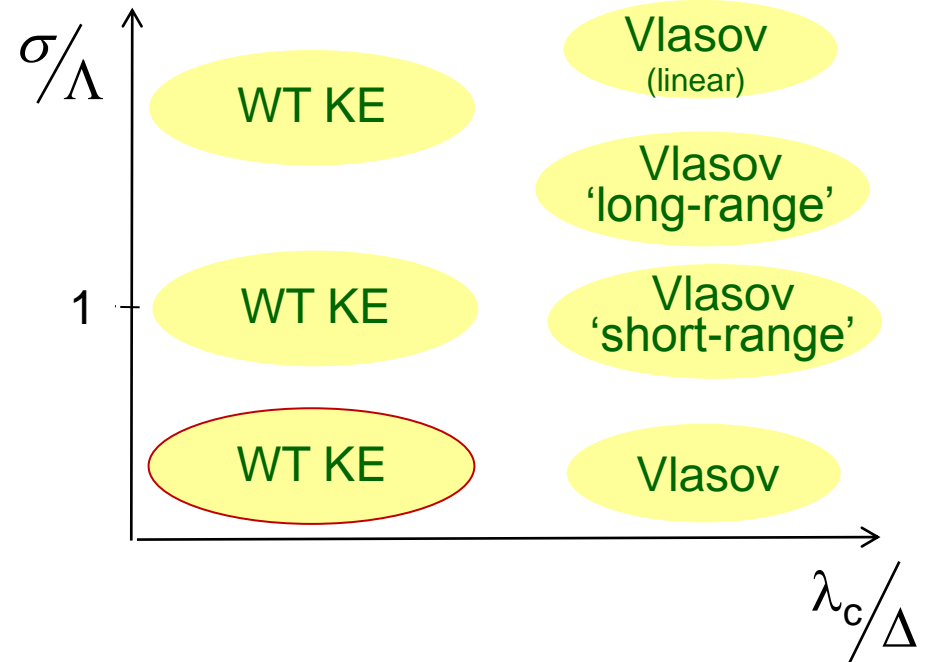 σ/Λ
WT KE
Vlasov
(linear)
Vlasov
‘long-range’
1
WT KE
Vlasov
‘short-range’
WT KE
Vlasov
λc/Δ